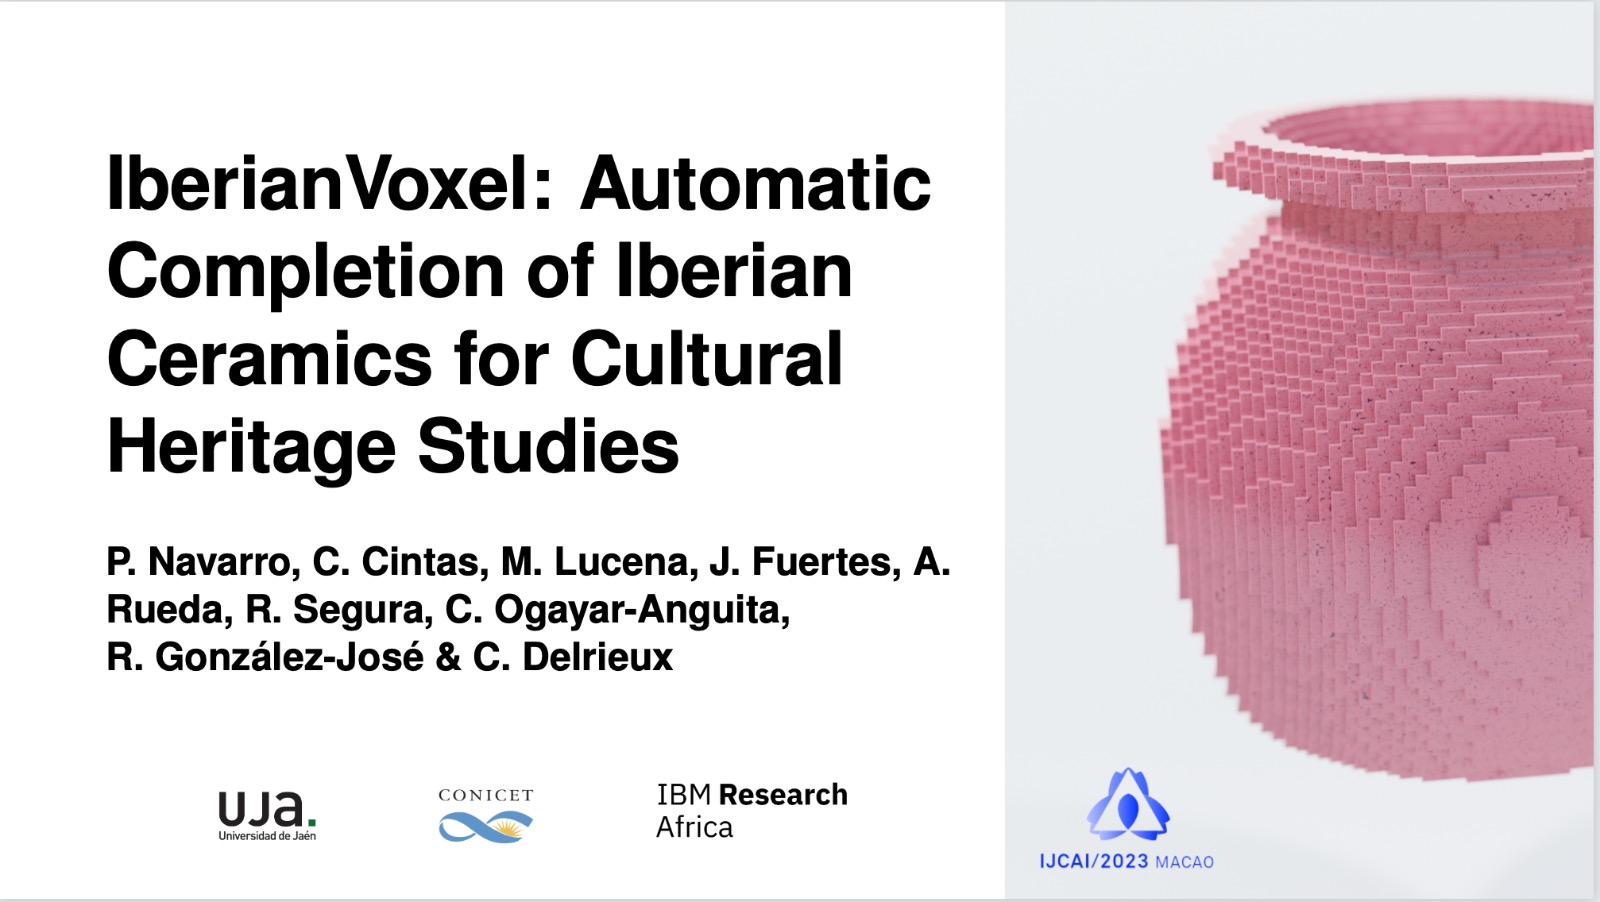 IberianVoxel: Automatic
Completion of Iberian
Ceramics for Cultural
Heritage Studies
P. Navarro, C. Cintas, M. Lucena, J. Fuertes, A.
Rueda, R. Segura, C. Ogayar-Anguita,
R. González-José & C. Delrieux
uja.
Universidad de Jaén
CONICET
IBM Research
Africa
IJCAI/2023 MACAO